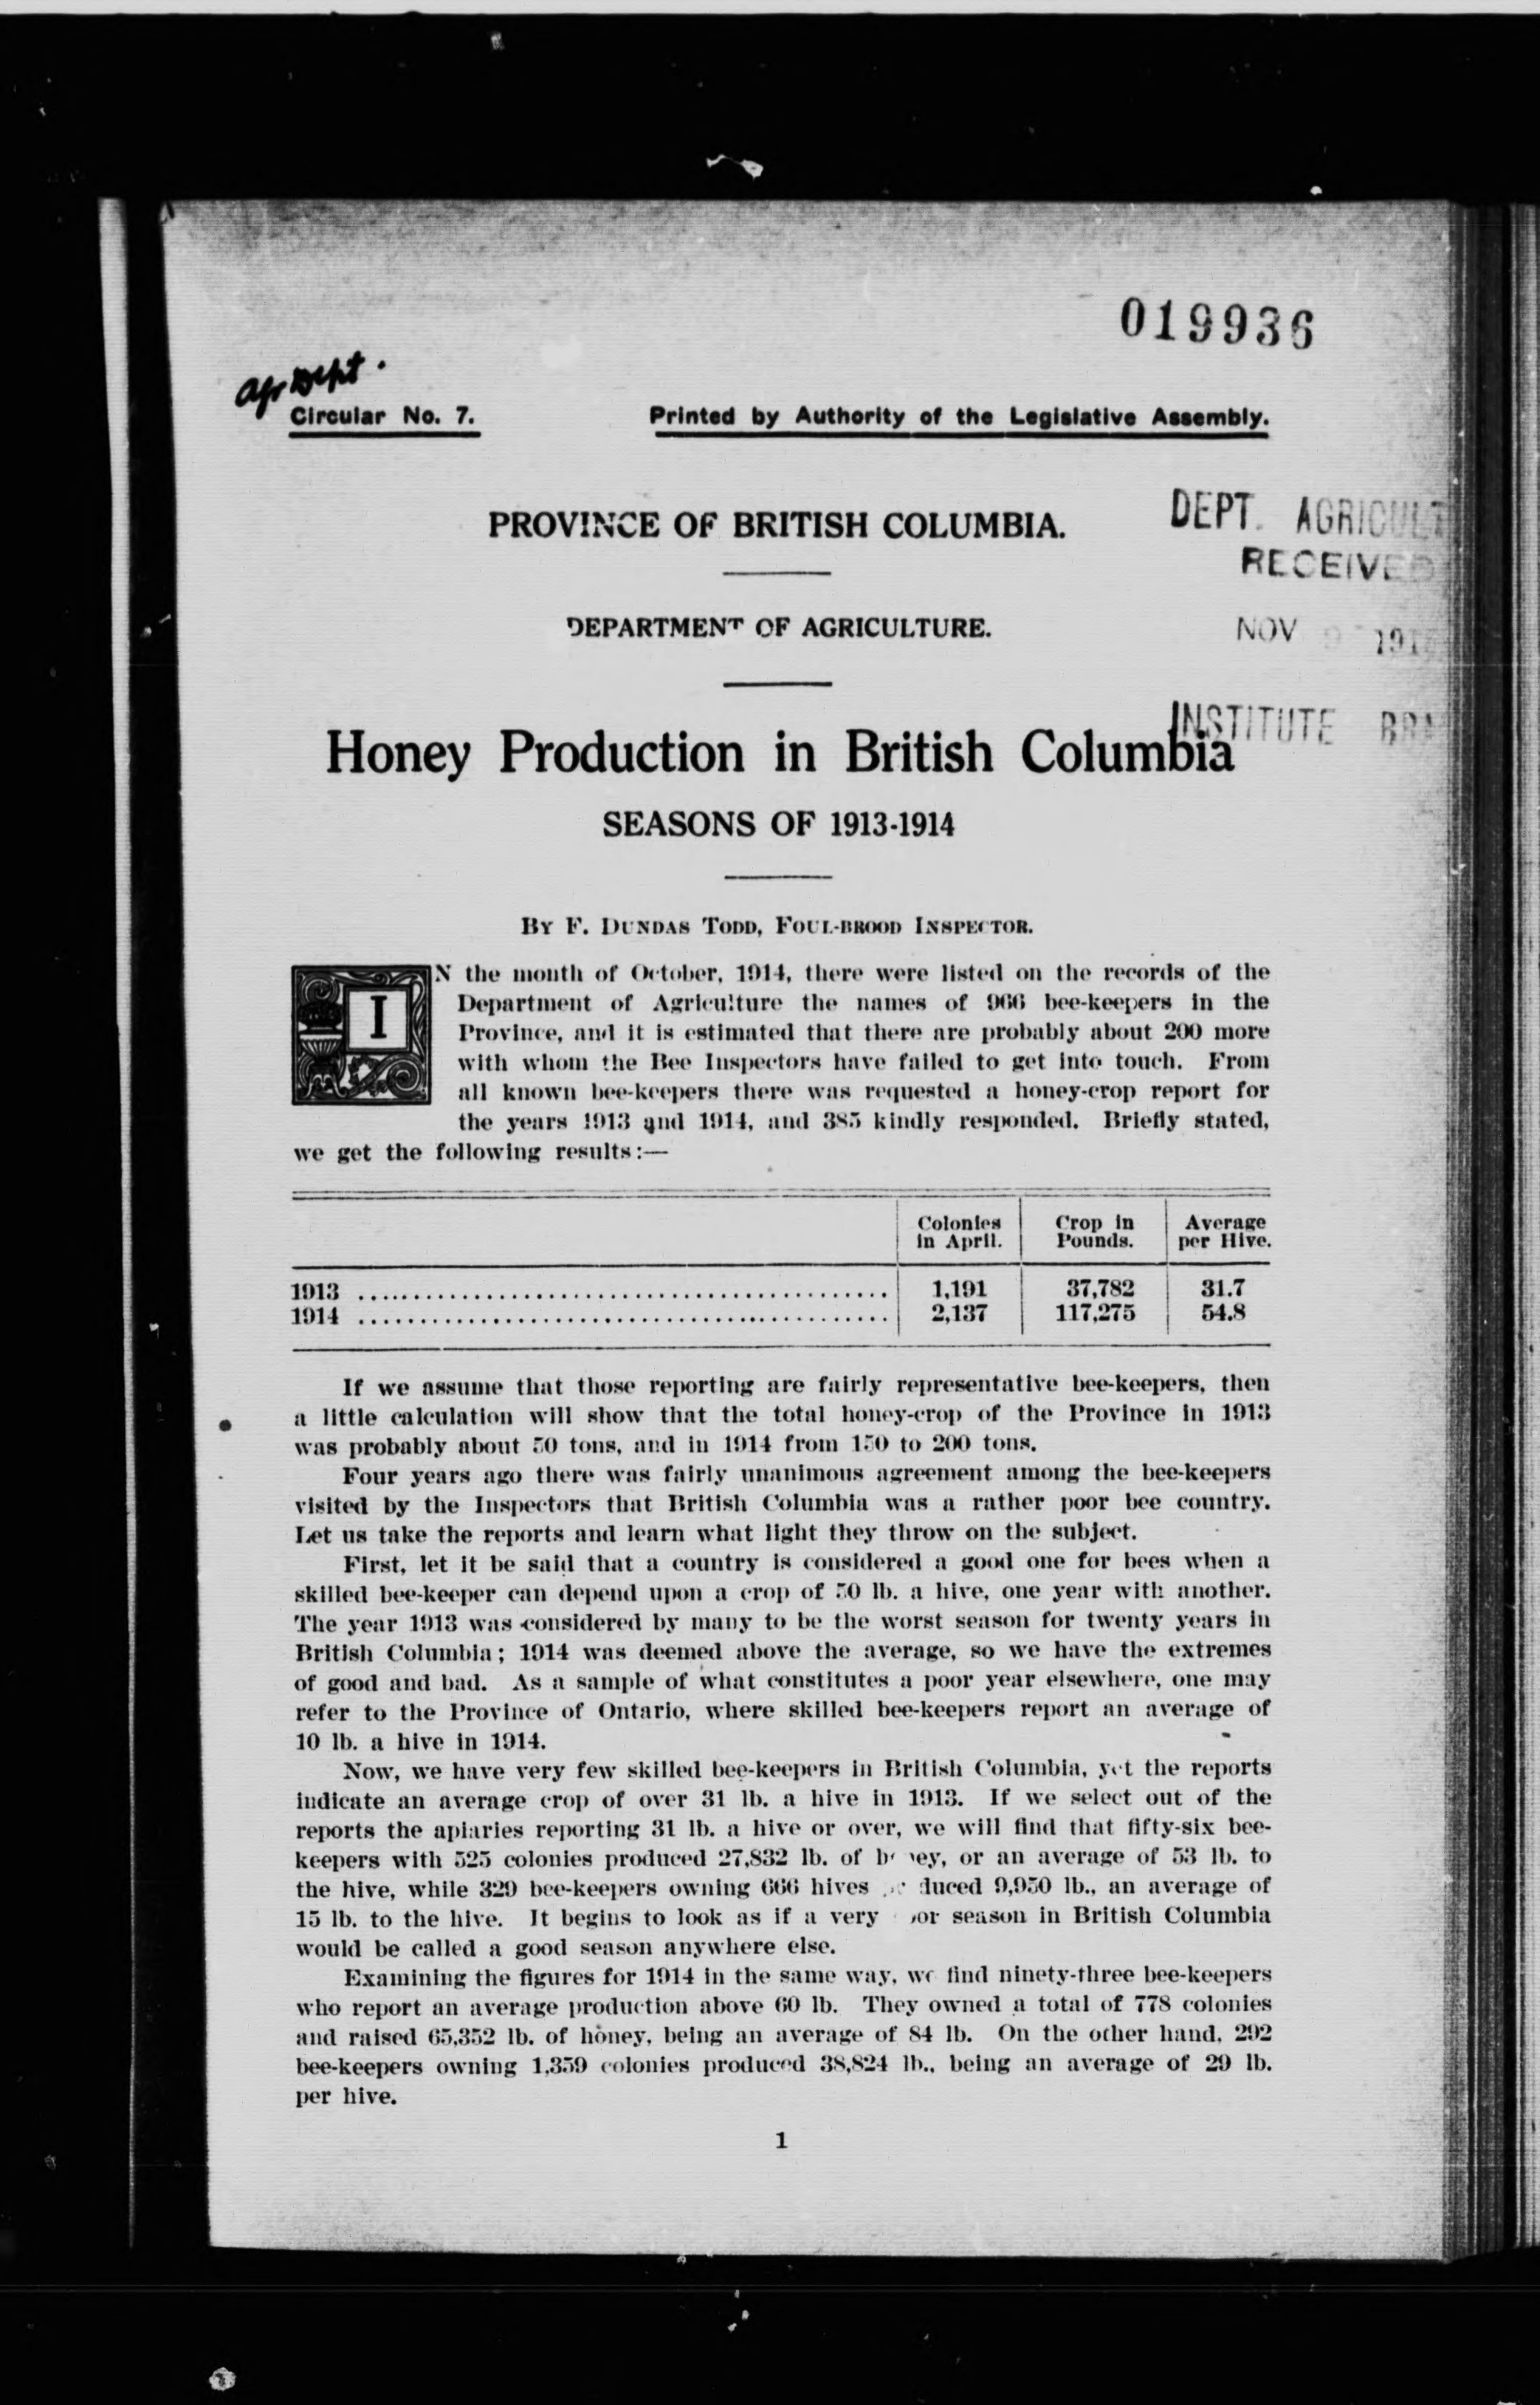 019936
Agr Dept.
Circular No. 7. Printed by Authority of the Legislative Assembly.
PROVINCE OF BRITISH COLUMBIA.
DEPT. AGRICULT
RECEIVED
DEPARTMENT OF AGRICULTURE.
NOV 191
INSTITUTE BRA
Honey Production in British Columbia
SEASONS OF 1913-1914
BY F. DUNDAS TODD, FOUL-BROOD INSPECTOR.
IN the month of October, 1914, there were listed on the records of the
Department of Agriculture the names of 966 bee-keepers in the
Province, and it is estimated that there are probably about 200 more
with whom the Bee Inspectors have failed to get into touch. From
all known bee-keepers there was requested a honey-crop report for
the years 1913 and 1914, and 385 kindly responded. Briefly stated,
we get the following results:—
Colonies in April. Crop in Pounds. Average per Hive.
1913 ........ 1,191 37,782 31.7
1914 ........ 2,137 117,275 54.8
If we assume that those reporting are fairly representative bee-keepers, then
a little calculation will show that the total honey-crop of the Province in 1913
was probably about 50 tons, and in 1914 from 150 to 200 tons.
Four years ago there was fairly unanimous agreement among the bee-keepers
visited by the Inspectors that British Columbia was a rather poor bee country.
Let us take the reports and learn what light they throw on the subject.
First, let it be said that a country is considered a good one for bees when a
skilled bee-keeper can depend upon a crop of 50 lb. a hive, one year with another.
The year 1913 was considered by many to be the worst season for twenty years in
British Columbia; 1914 was deemed above the average, so we have the extremes
of good and bad. As a sample of what constitutes a poor year elsewhere, one may
refer to the Province of Ontario, where skilled bee-keepers report an average of
10 lb. a hive in 1914.
Now, we have very few skilled bee-keepers in British Columbia, yet the reports
indicate an average crop of over 31 lb. a hive in 1913. If we select out of the
reports the apiaries reporting 31 lb. a hive or over, we will find that fifty-six bee-
keepers with 525 colonies produced 27,832 lb. of honey, or an average of 53 lb. to
the hive, while 329 bee-keepers owning 666 hives produced 9,950 lb., an average of
15 lb. to the hive. It begins to look as if a very poor season in British Columbia
would be called a good season anywhere else.
Examining the figures for 1914 in the same way, we find ninety-three bee-keepers
who report an average production above 60 lb. They owned a total of 778 colonies
and raised 65,352 lb. of honey, being an average of 84 lb. On the other hand, 292
bee-keepers owning 1,359 colonies produced 38,824 lb., being an average of 29 lb.
per hive.
1